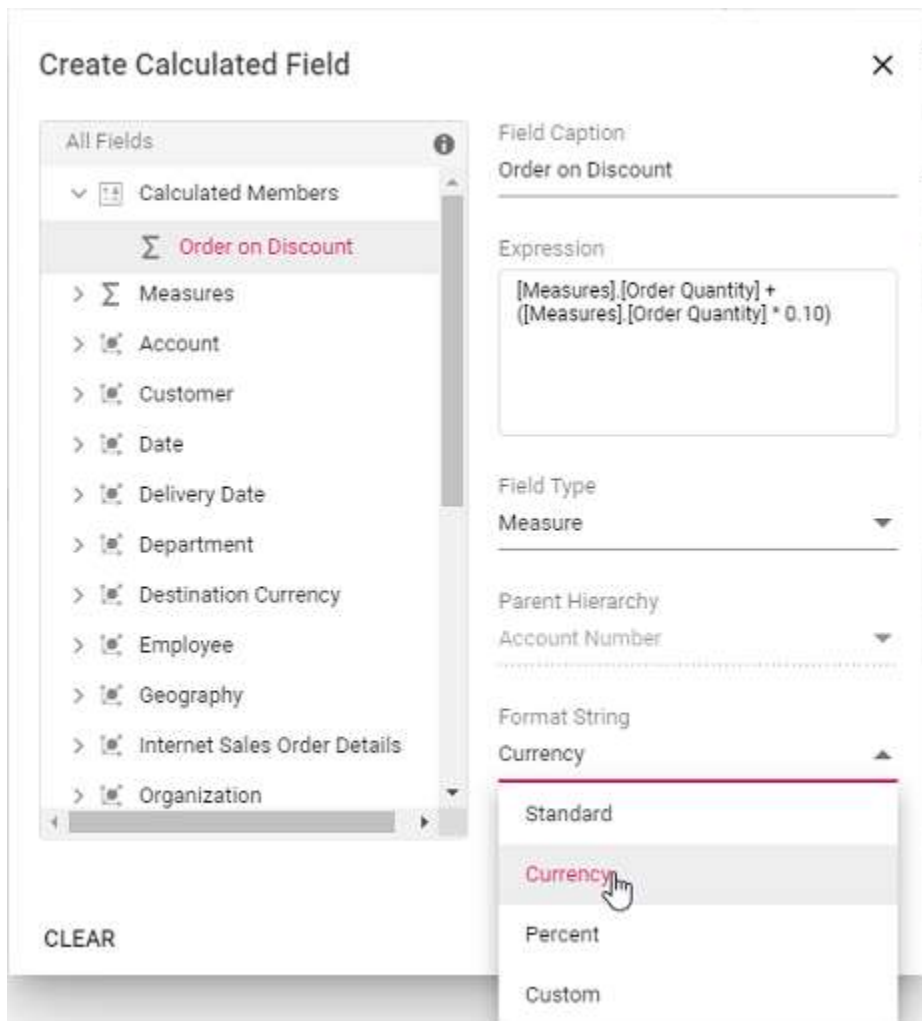 Create Calculated Field
All Fields
Calculated Members
Order on Discount
Measures
Account
Customer
Date
Delivery Date
Department
Destination Currency
Employee
Geography
Internet Sales Order Details
Organization
CLEAR
Field Caption
Order on Discount
Expression
[Measures].[Order Quantity] +
([Measures].[Order Quantity] * 0.10)
Field Type
Measure
Parent Hierarchy
Account Number
Format String
Currency
Standard
Currency
Percent
Custom